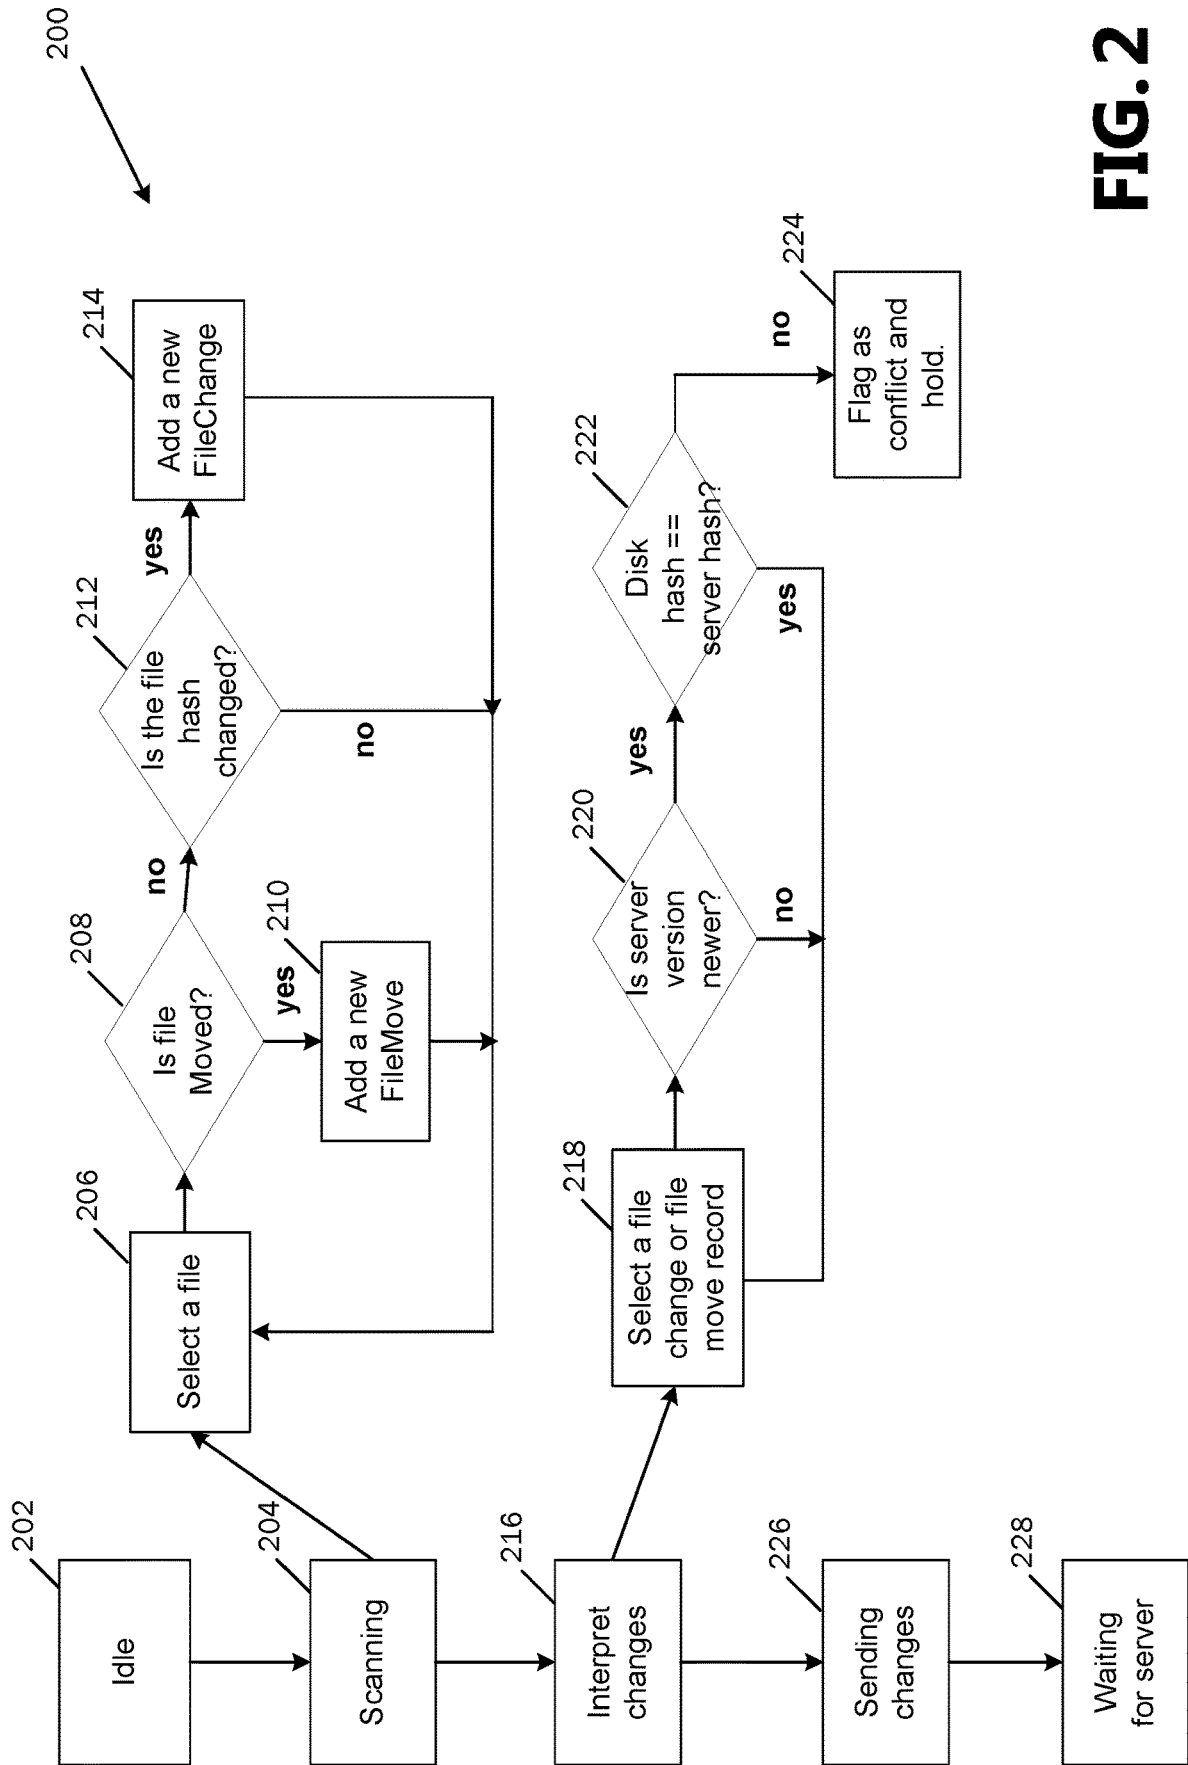 200
202
Idle
204
Scanning
216
Interpret
changes
226
Sending
changes
228
Waiting
for server
206
Select a file
208
Is file
Moved?
yes
210
Add a new
FileMove
no
212
Is the file
hash
changed?
no
yes
214
Add a new
FileChange
218
Select a file
change or file
move record
220
Is server
version
newer?
no
yes
222
Disk
hash ==
server hash?
yes
no
224
Flag as
conflict and
hold.
FIG. 2